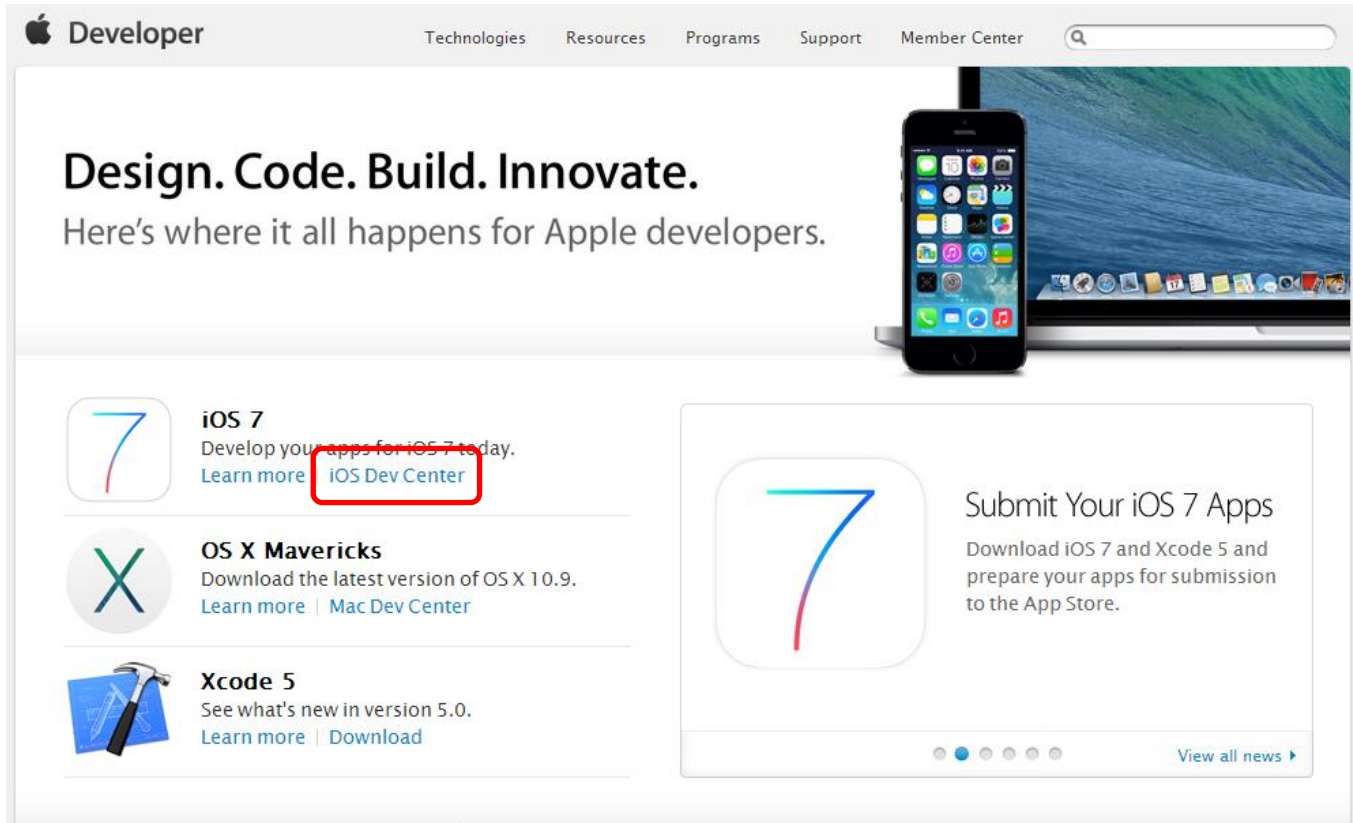 Developer
Technologies Resources Programs Support Member Center
Design. Code. Build. Innovate.
Here's where it all happens for Apple developers.
iOS 7
Develop your apps for iOS 7 today.
Learn more | iOS Dev Center
OS X Mavericks
Download the latest version of OS X 10.9.
Learn more | Mac Dev Center
Xcode 5
See what's new in version 5.0.
Learn more | Download
7
Submit Your iOS 7 Apps
Download iOS 7 and Xcode 5 and
prepare your apps for submission
to the App Store.
View all news